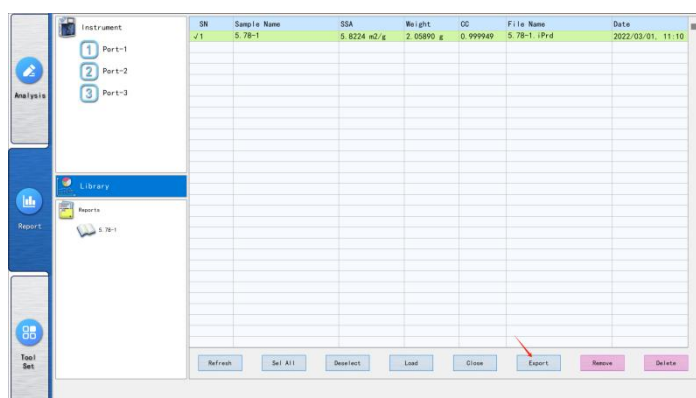 Analysis
Report
Tool
Set
Instrument
1 Port-1
2 Port-2
3 Port-3
Library
Reports
5.78-1
SN Sample Name SSA Weight CC File Name Date
√1 5.78-1 5.8224 m2/g 2.05890 g 0.999949 5.78-1.iPrd 2022/03/01, 11:10
Refresh Sel All Deselect Load Close Export Remove Delete